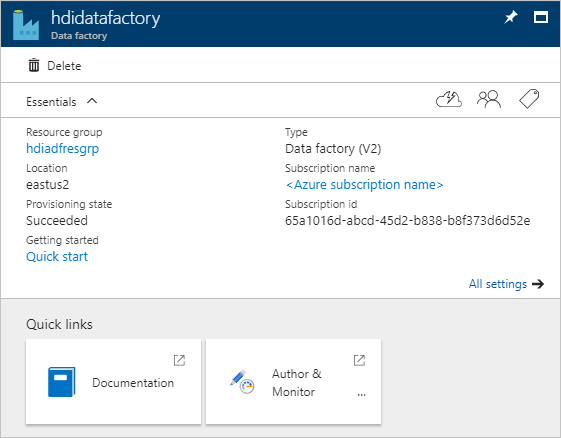 hdidatafactory
Data factory
Delete
Essentials
Resource group
hdiadfresgrp
Location
eastus2
Provisioning state
Succeeded
Getting started
Quick start
Type
Data factory (V2)
Subscription name
<Azure subscription name>
Subscription id
65a1016d-abcd-45d2-b838-b8f373d6d52e
All settings
Quick links
Documentation
Author &
Monitor ...